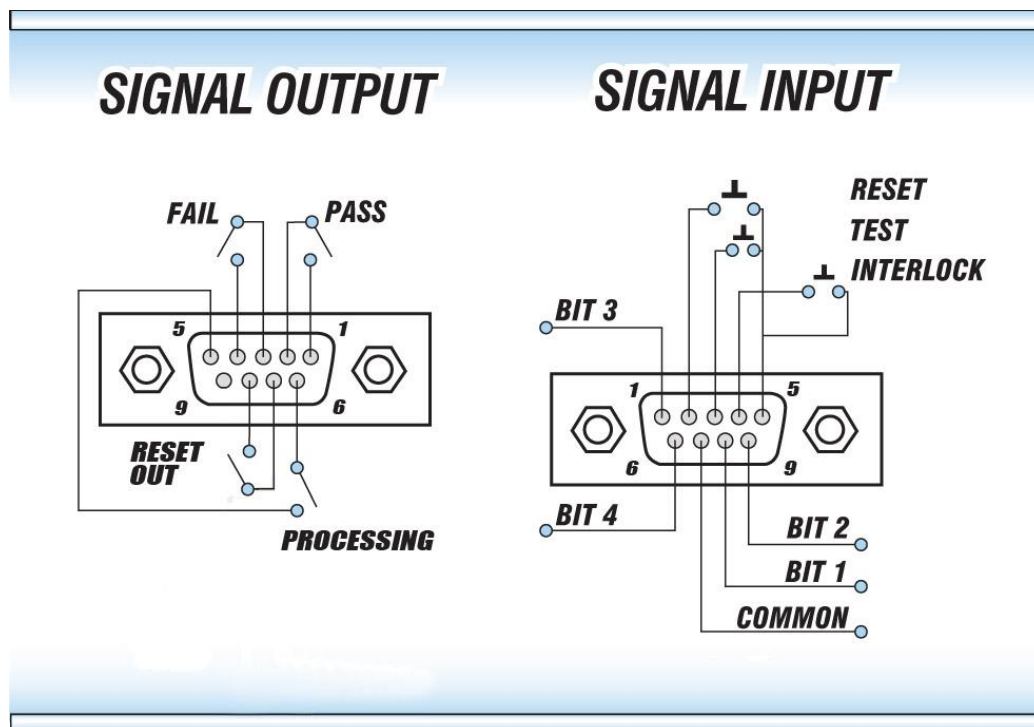 SIGNAL OUTPUT
FAIL
PASS
5
1
9
6
RESET
OUT
PROCESSING
SIGNAL INPUT
RESET
TEST
INTERLOCK
BIT 3
1
5
6
9
BIT 4
BIT 2
BIT 1
COMMON